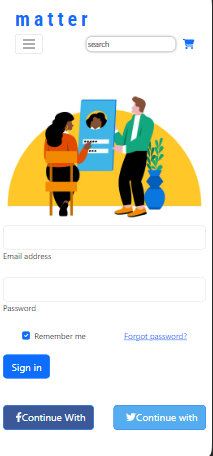 matter
search
Email address
Password
Remember me
Forgot password?
Sign in
Continue With
Continue with